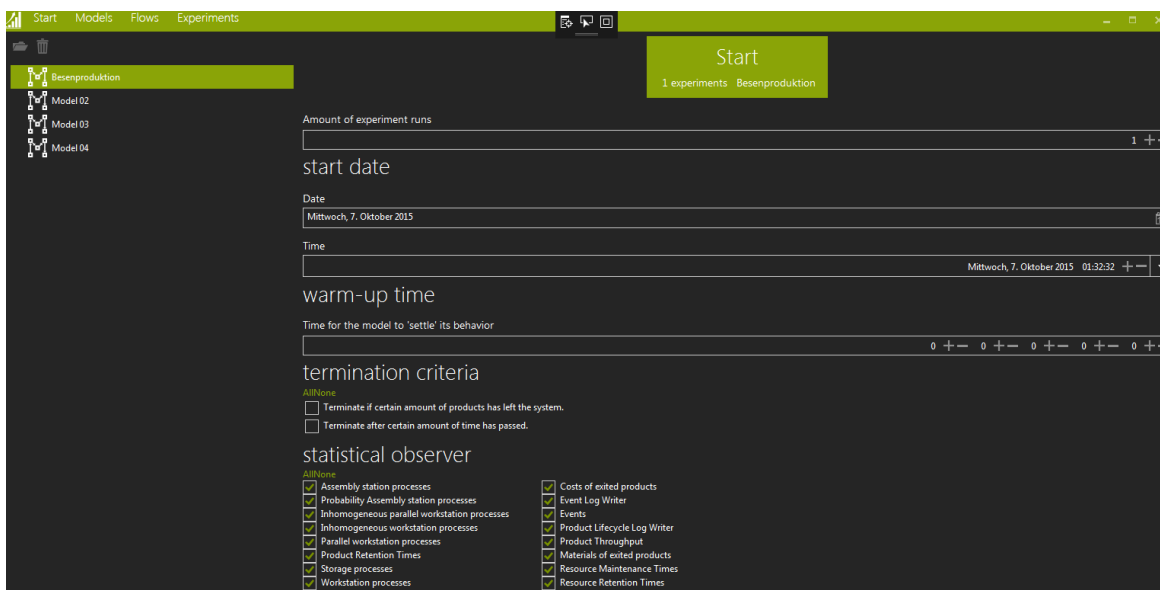 Start Models Flows Experiments
Besenproduktion
Model 02
Model 03
Model 04
Start
1 experiments Besenproduktion
Amount of experiment runs
1
start date
Date
Mittwoch, 7. Oktober 2015
Time
Mittwoch, 7. Oktober 2015 01:32:32
warm-up time
Time for the model to 'settle' its behavior
0 0 0 0 0
termination criteria
AllNone
Terminate if certain amount of products has left the system.
Terminate after certain amount of time has passed.
statistical observer
AllNone
Assembly station processes
Probability Assembly station processes
Inhomogeneous parallel workstation processes
Inhomogeneous workstation processes
Parallel workstation processes
Product Retention Times
Storage processes
Workstation processes
Costs of exited products
Event Log Writer
Events
Product Lifecycle Log Writer
Product Throughput
Materials of exited products
Resource Maintenance Times
Resource Retention Times